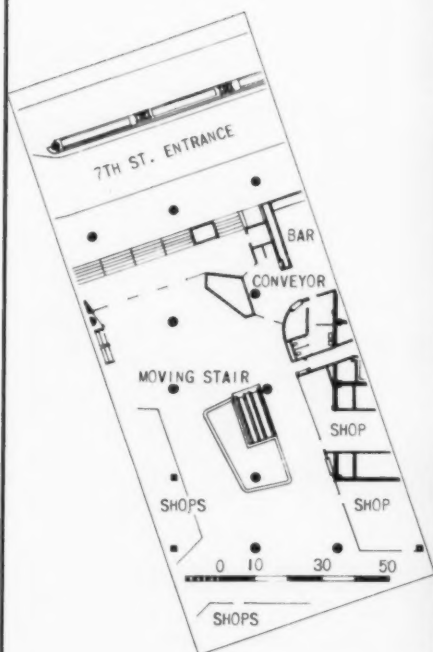 7TH ST. ENTRANCE
BAR
CONVEYOR
MOVING STAIR
SHOP
SHOPS
SHOP
0 10 30 50
SHOPS